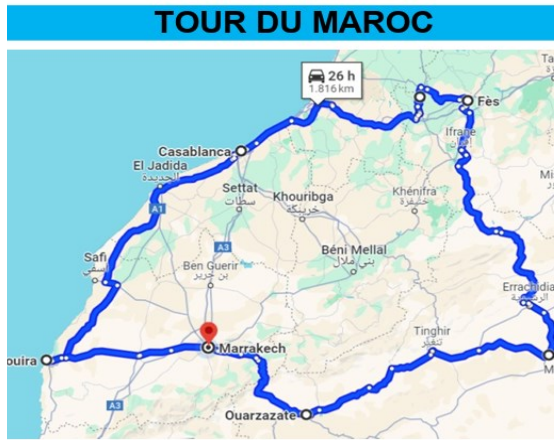 TOUR DU MAROC
26 h
1.816 km
Fès
Casablanca
El Jadida
الجديدة
Ifrane
إفران
Settat
سطات
Khouribga
خريبكة
Khénifra
خنيفرة
A1
Safi
آسفي
A3
Béni Mellal
بني ملال
Ben Guerir
بن جرير
Errachidia
الرشيدية
Tinghir
تنغير
ouira
Marrakech
A3
Ouarzazate
M